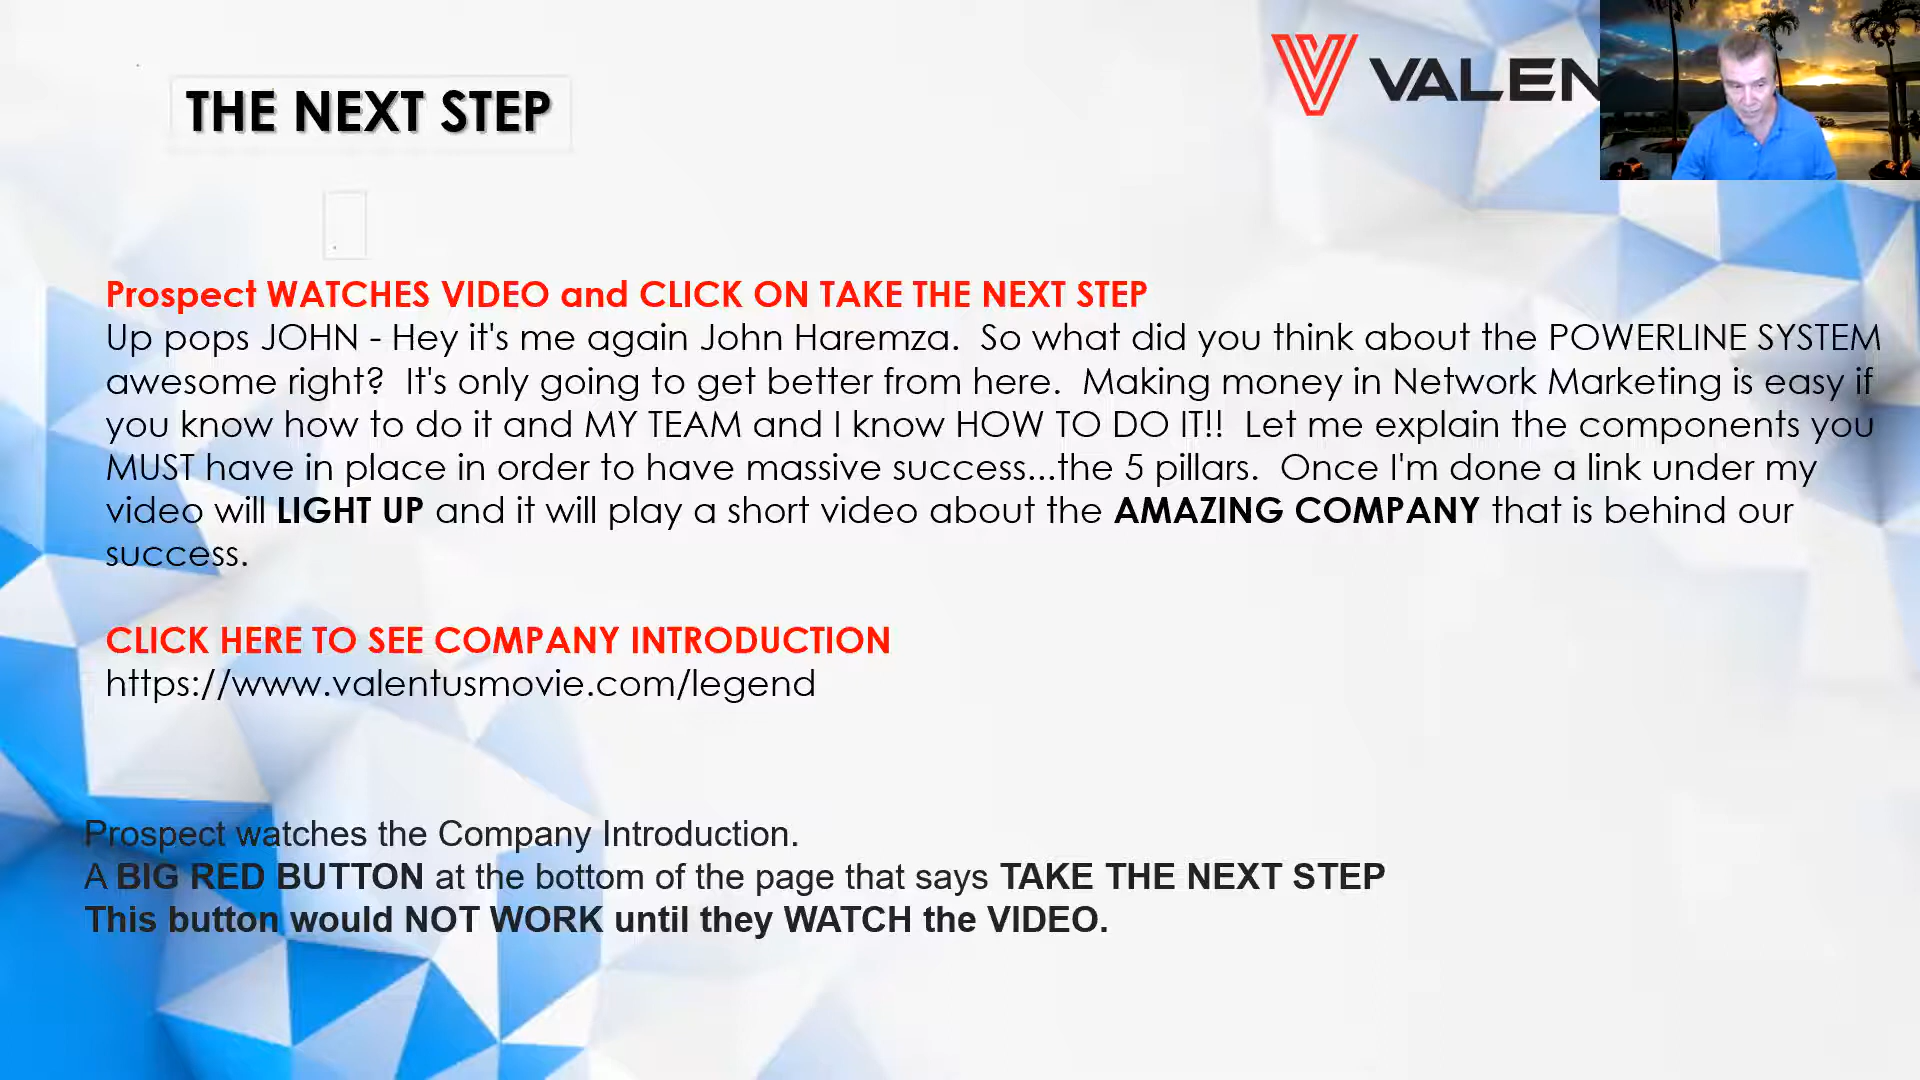 THE NEXT STEP
VALEN
Prospect WATCHES VIDEO and CLICK ON TAKE THE NEXT STEP
Up pops JOHN - Hey it's me again John Haremza.  So what did you think about the POWERLINE SYSTEM
awesome right?  It's only going to get better from here.  Making money in Network Marketing is easy if
you know how to do it and MY TEAM and I know HOW TO DO IT!!  Let me explain the components you
MUST have in place in order to have massive success...the 5 pillars.  Once I'm done a link under my
video will LIGHT UP and it will play a short video about the AMAZING COMPANY that is behind our
success.
CLICK HERE TO SEE COMPANY INTRODUCTION
https://www.valentusmovie.com/legend
Prospect watches the Company Introduction.
A BIG RED BUTTON at the bottom of the page that says TAKE THE NEXT STEP
This button would NOT WORK until they WATCH the VIDEO.